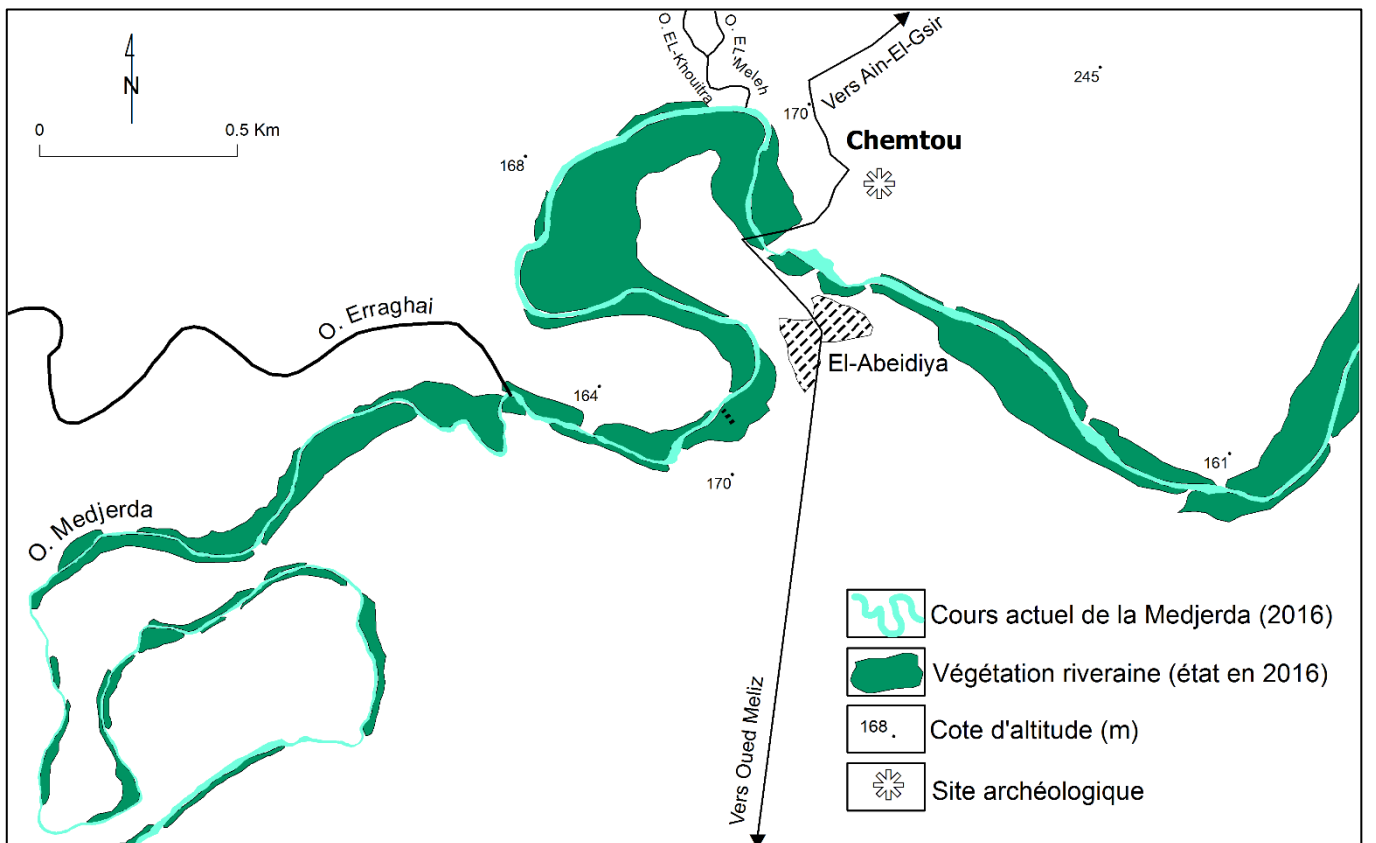 O. EL-Khouitra
O. EL-Meleh
Vers Ain-El-Gsir
N
0 0.5 Km
245
170
Chemtou
168
O. Erraghai
El-Abeidiya
164
170
161
O. Medjerda
Vers Oued Meliz
Cours actuel de la Medjerda (2016)
Végétation riveraine (état en 2016)
168 Cote d'altitude (m)
Site archéologique